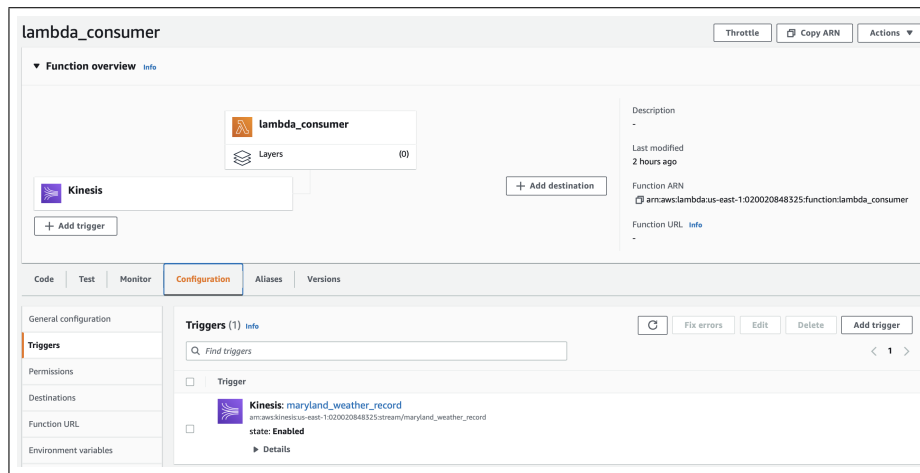 lambda_consumer
Throttle
Copy ARN
Actions ▼
▼ Function overview Info
lambda_consumer
Layers (0)
Kinesis
+ Add trigger
+ Add destination
Description
-
Last modified
2 hours ago
Function ARN
arn:aws:lambda:us-east-1:020020848325:function:lambda_consumer
Function URL Info
-
Code
Test
Monitor
Configuration
Aliases
Versions
General configuration
Triggers
Permissions
Destinations
Function URL
Environment variables
Triggers (1) Info
Fix errors
Edit
Delete
Add trigger
Find triggers
< 1 >
Trigger
Kinesis: maryland_weather_record
arn:aws:kinesis:us-east-1:020020848325:stream/maryland_weather_record
state: Enabled
▶ Details